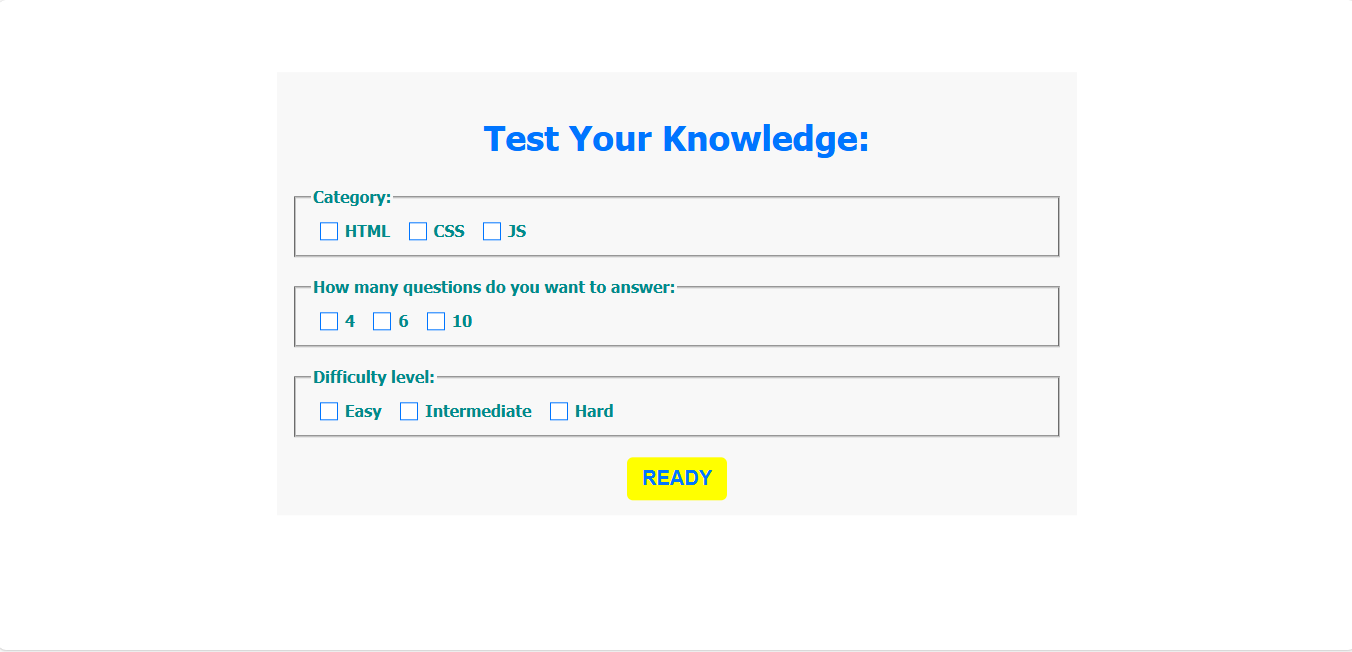 Test Your Knowledge:
Category:
HTML CSS JS
How many questions do you want to answer:
4 6 10
Difficulty level:
Easy Intermediate Hard
READY